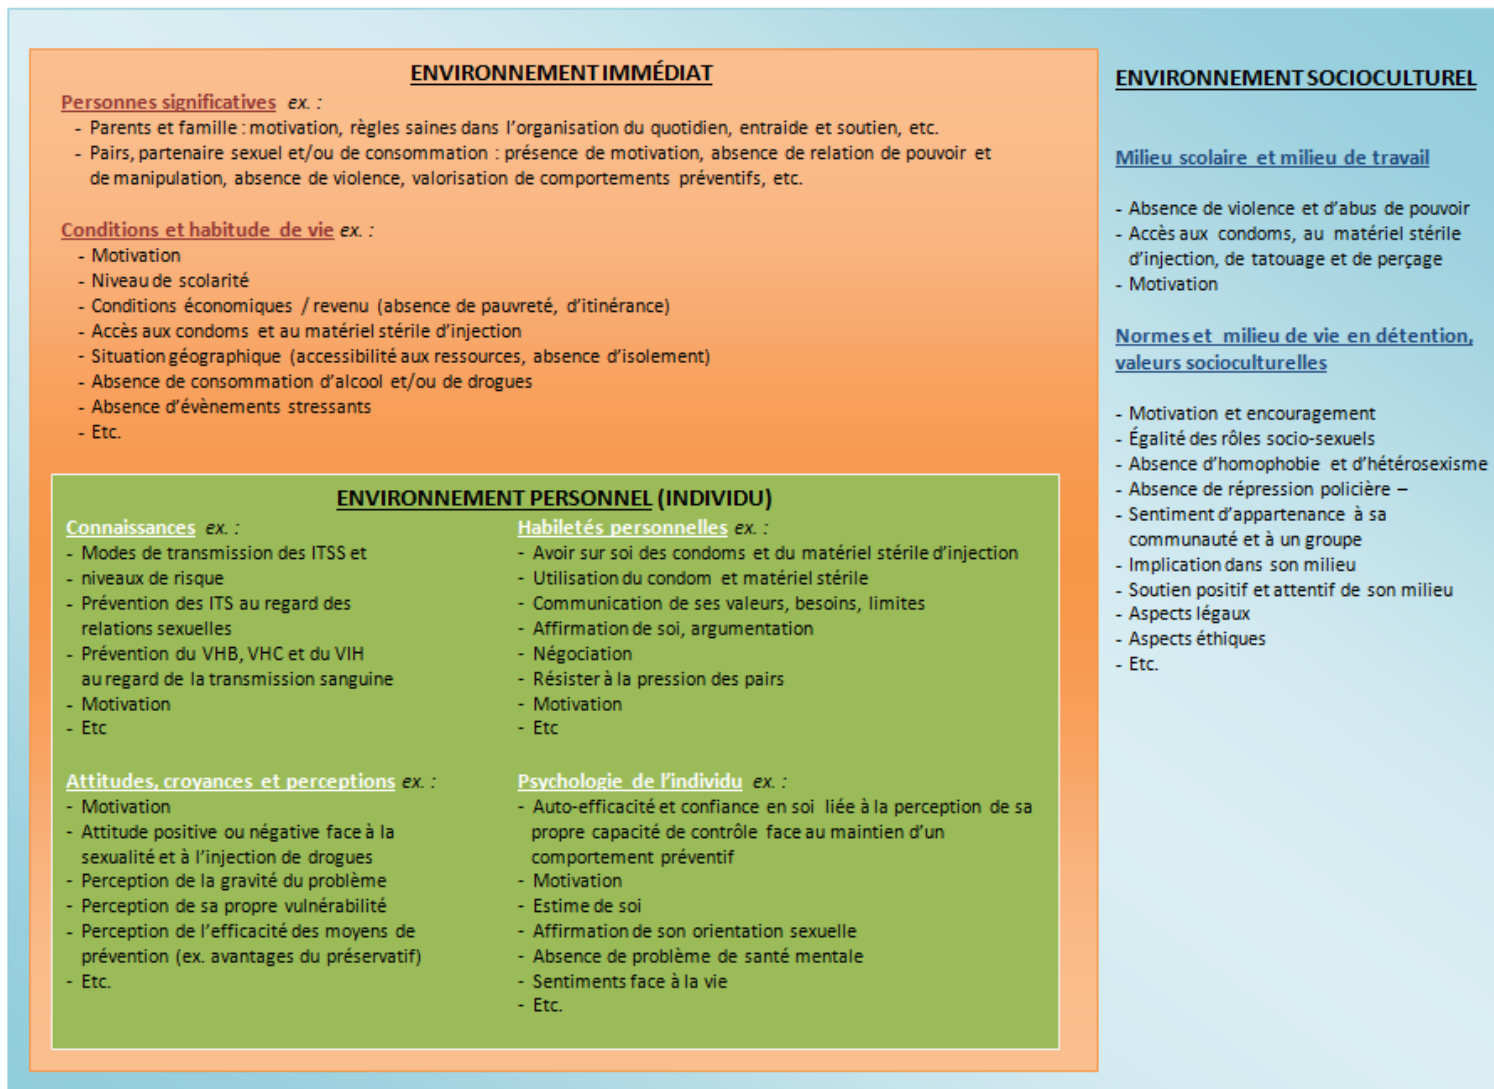 ENVIRONNEMENT IMMÉDIAT
Personnes significatives ex. :
- Parents et famille : motivation, règles saines dans l'organisation du quotidien, entraide et soutien, etc.
- Pairs, partenaire sexuel et/ou de consommation : présence de motivation, absence de relation de pouvoir et
de manipulation, absence de violence, valorisation de comportements préventifs, etc.
Conditions et habitude de vie ex. :
- Motivation
- Niveau de scolarité
- Conditions économiques / revenu (absence de pauvreté, d'itinérance)
- Accès aux condoms et au matériel stérile d'injection
- Situation géographique (accessibilité aux ressources, absence d'isolement)
- Absence de consommation d'alcool et/ou de drogues
- Absence d'évènements stressants
- Etc.
ENVIRONNEMENT PERSONNEL (INDIVIDU)
Connaissances ex. :
- Modes de transmission des ITSS et
- niveaux de risque
- Prévention des ITS au regard des
relations sexuelles
- Prévention du VHB, VHC et du VIH
au regard de la transmission sanguine
- Motivation
- Etc
Habiletés personnelles ex. :
- Avoir sur soi des condoms et du matériel stérile d'injection
- Utilisation du condom et matériel stérile
- Communication de ses valeurs, besoins, limites
- Affirmation de soi, argumentation
- Négociation
- Résister à la pression des pairs
- Motivation
- Etc
Attitudes, croyances et perceptions ex. :
- Motivation
- Attitude positive ou négative face à la
sexualité et à l'injection de drogues
- Perception de la gravité du problème
- Perception de sa propre vulnérabilité
- Perception de l'efficacité des moyens de
prévention (ex. avantages du préservatif)
- Etc.
Psychologie de l'individu ex. :
- Auto-efficacité et confiance en soi liée à la perception de sa
propre capacité de contrôle face au maintien d'un
comportement préventif
- Motivation
- Estime de soi
- Affirmation de son orientation sexuelle
- Absence de problème de santé mentale
- Sentiments face à la vie
- Etc.
ENVIRONNEMENT SOCIOCULTUREL
Milieu scolaire et milieu de travail
- Absence de violence et d'abus de pouvoir
- Accès aux condoms, au matériel stérile
d'injection, de tatouage et de perçage
- Motivation
Normes et milieu de vie en détention,
valeurs socioculturelles
- Motivation et encouragement
- Égalité des rôles socio-sexuels
- Absence d'homophobie et d'hétérosexisme
- Absence de répression policière –
- Sentiment d'appartenance à sa
communauté et à un groupe
- Implication dans son milieu
- Soutien positif et attentif de son milieu
- Aspects légaux
- Aspects éthiques
- Etc.